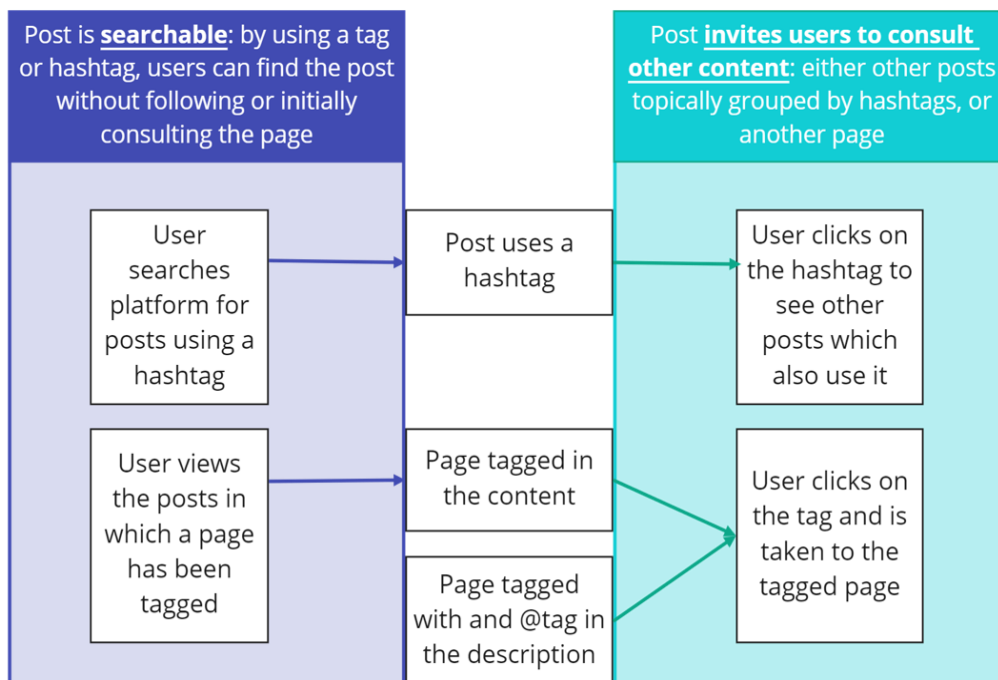 Post is searchable: by using a tag
or hashtag, users can find the post
without following or initially
consulting the page
Post invites users to consult
other content: either other posts
topically grouped by hashtags, or
another page
User
searches
platform for
posts using a
hashtag
Post uses a
hashtag
User clicks on
the hashtag to
see other
posts which
also use it
User views
the posts in
which a page
has been
tagged
Page tagged in
the content
Page tagged
with and @tag in
the description
User clicks on
the tag and is
taken to the
tagged page